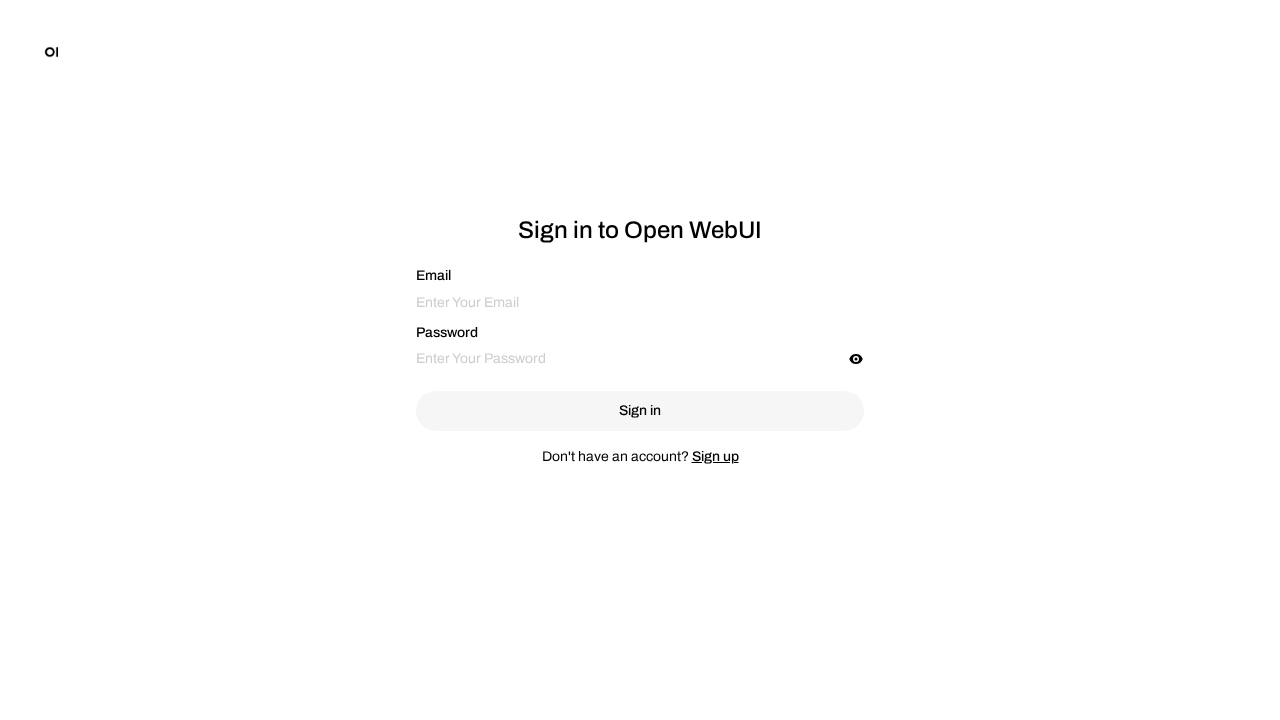 OI
Sign in to Open WebUI
Email
Enter Your Email
Password
Enter Your Password
Sign in
Don't have an account? Sign up